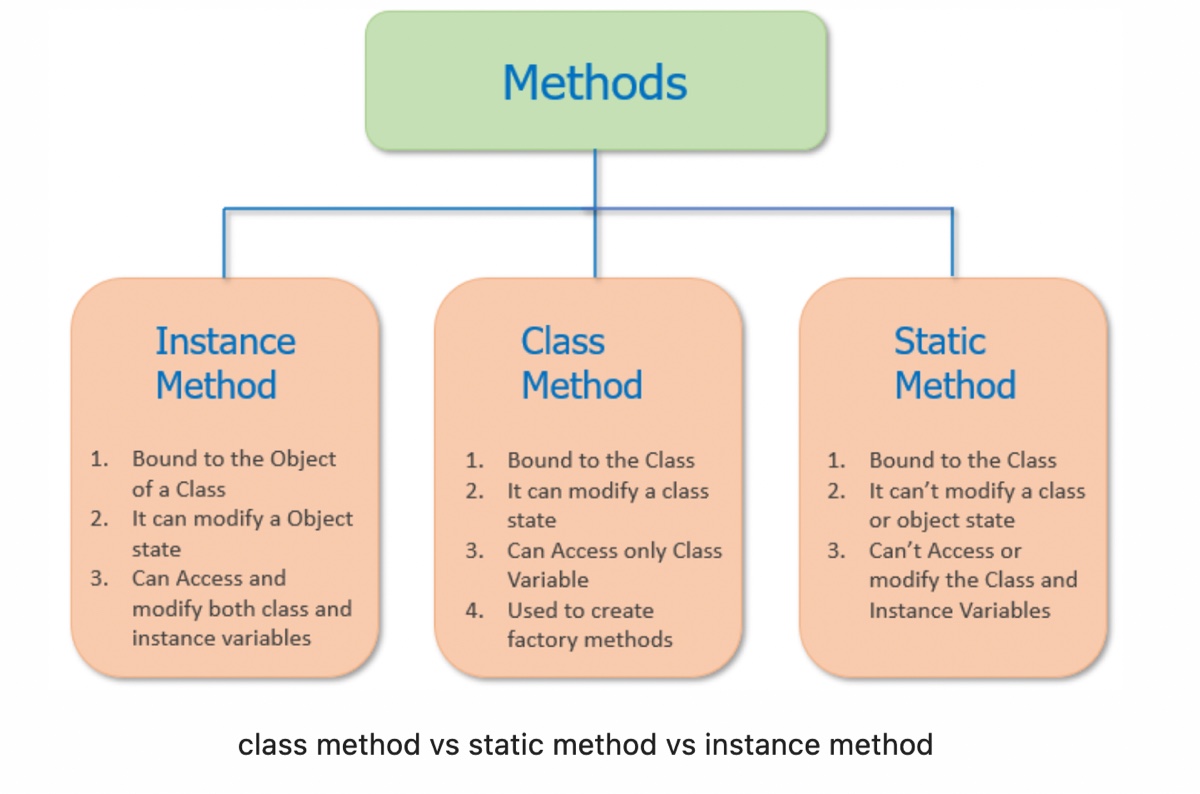 Methods
Instance
Method
1. Bound to the Object
of a Class
2. It can modify a Object
state
3. Can Access and
modify both class and
instance variables
Class
Method
1. Bound to the Class
2. It can modify a class
state
3. Can Access only Class
Variable
4. Used to create
factory methods
Static
Method
1. Bound to the Class
2. It can’t modify a class
or object state
3. Can’t Access or
modify the Class and
Instance Variables
class method vs static method vs instance method